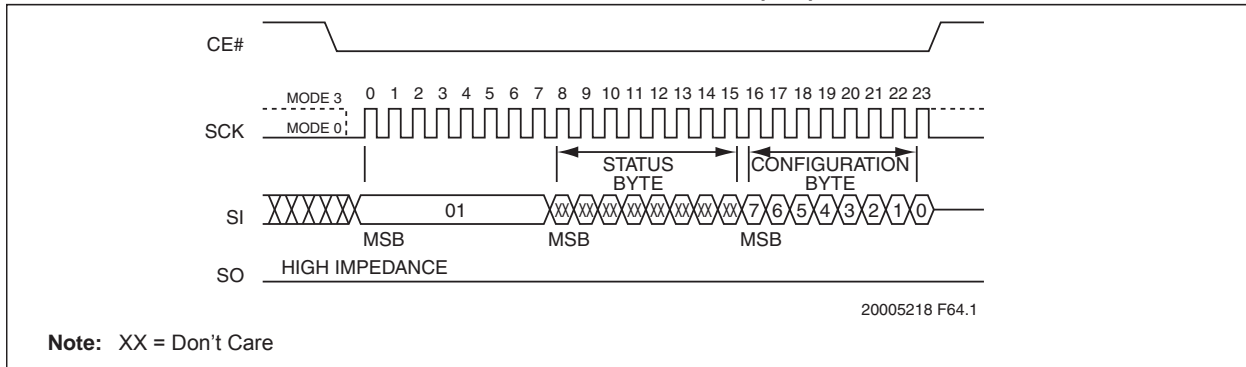 CE#
MODE 3
0 1 2 3 4 5 6 7 8 9 10 11 12 13 14 15 16 17 18 19 20 21 22 23
SCK
MODE 0
STATUS
BYTE
CONFIGURATION
BYTE
SI
01
XX XX XX XX XX XX XX XX 7 6 5 4 3 2 1 0
MSB MSB MSB
SO
HIGH IMPEDANCE
20005218 F64.1
Note: XX = Don't Care